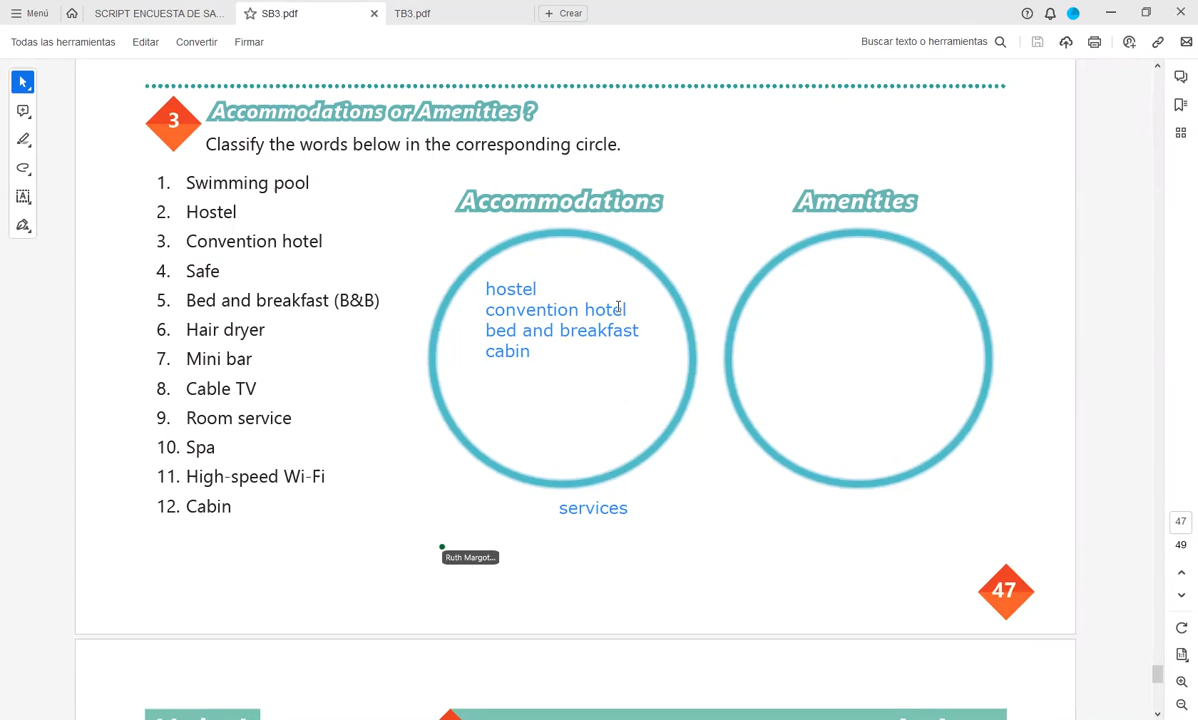 Menú
SCRIPT ENCUESTA DE SA...
SB3.pdf
TB3.pdf
Crear
Todas las herramientas
Editar
Convertir
Firmar
Buscar texto o herramientas
3
Accommodations or Amenities ?
Classify the words below in the corresponding circle.
1. Swimming pool
2. Hostel
3. Convention hotel
4. Safe
5. Bed and breakfast (B&B)
6. Hair dryer
7. Mini bar
8. Cable TV
9. Room service
10. Spa
11. High-speed Wi-Fi
12. Cabin
Accommodations
hostel
convention hotel
bed and breakfast
cabin
services
Amenities
Ruth Margot...
47
47
49